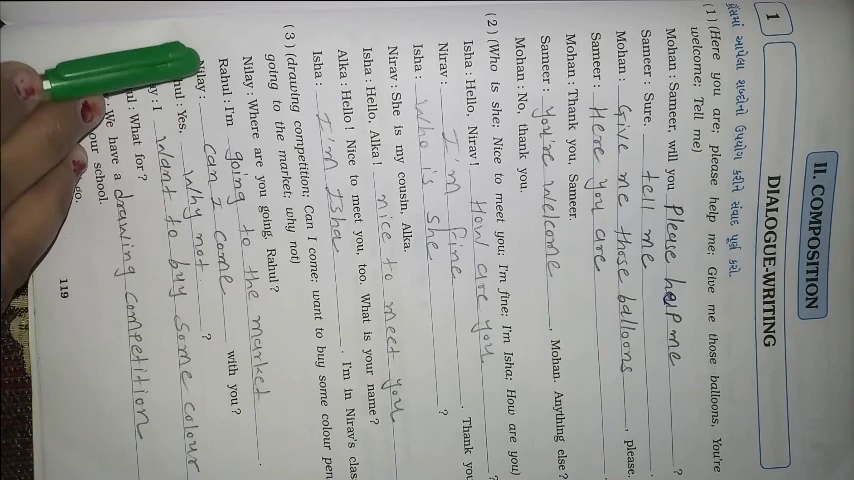 II. COMPOSITION
1 DIALOGUE-WRITING
કૌંસમાં આપેલા શબ્દોનો ઉપયોગ કરીને સંવાદ પૂર્ણ કરો.
(1) (Here you are; please help me; Give me those balloons, You're
welcome; Tell me)
Mohan : Sameer, will you please help me ?
Sameer : Sure, tell me .
Mohan : Give me those balloons , please.
Sameer : Here you are .
Mohan : Thank you, Sameer.
Sameer : you're welcome , Mohan. Anything else?
Mohan : No, thank you.
(2) (Who is she; Nice to meet you; I'm fine; I'm Isha; How are you)
Isha : Hello, Nirav! How are you ?
Nirav : I'm fine . Thank you
Isha : Who is she ?
Nirav : She is my cousin, Alka.
Isha : Hello, Alka! nice to meet you
Alka : Hello! Nice to meet you, too. What is your name?
Isha : I'm Isha . I'm in Nirav's clas
(3) (drawing competition; Can I come; want to buy some colour pen
going to the market; why not)
Nilay : Where are you going, Rahul?
Rahul : I'm going to the market .
Nilay : can I come with you?
hul : Yes, why not ?
y : I want to buy some colour
ul : What for?
We have a drawing competition
our school.
go.
119